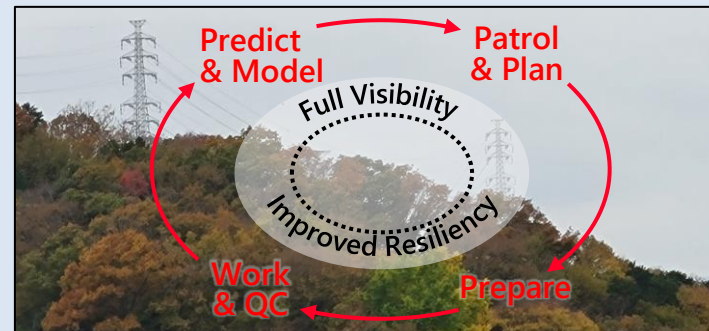 Predict
& Model
Patrol
& Plan
Full Visibility
Improved Resiliency
Work
& QC
Prepare